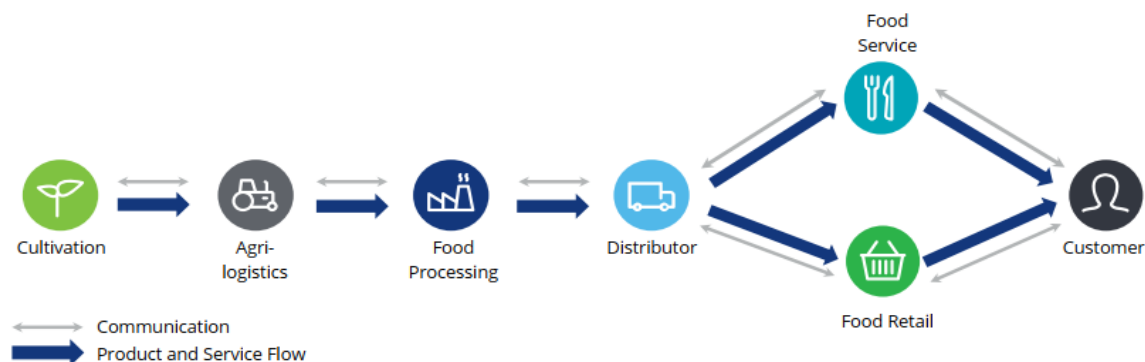 Food
Service
Cultivation
Agri-
logistics
Food
Processing
Distributor
Customer
Food Retail
Communication
Product and Service Flow